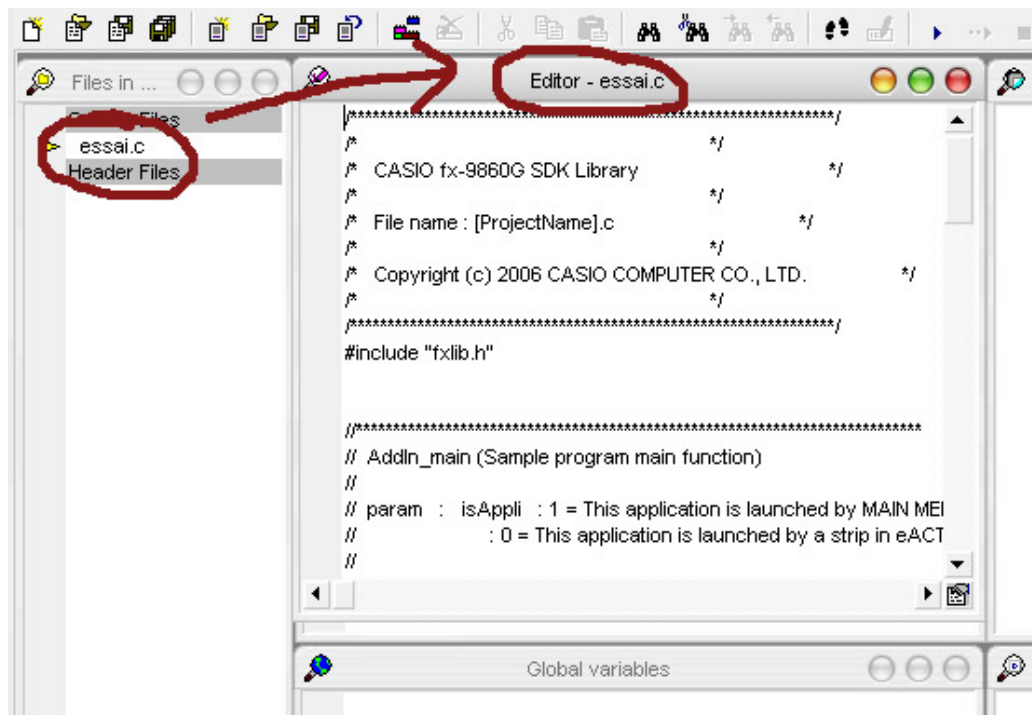 Files in ...
Files
essai.c
Header Files
Editor - essai.c
/***********************************************************************/
/* */
/* CASIO fx-9860G SDK Library */
/* */
/* File name : [ProjectName].c */
/* */
/* Copyright (c) 2006 CASIO COMPUTER CO., LTD. */
/* */
/***********************************************************************/
#include "fxlib.h"
//***********************************************************************************
// AddIn_main (Sample program main function)
//
// param : isAppli : 1 = This application is launched by MAIN MEI
// : 0 = This application is launched by a strip in eACT
//
Global variables